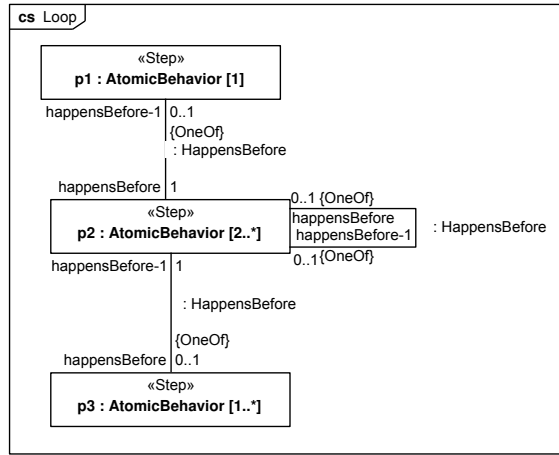 cs Loop
«Step»
p1 : AtomicBehavior [1]
happensBefore-1 0..1
{OneOf}
: HappensBefore
happensBefore 1
0..1 {OneOf}
«Step»
p2 : AtomicBehavior [2..*]
happensBefore
happensBefore-1
: HappensBefore
0..1 {OneOf}
happensBefore-1 1
: HappensBefore
{OneOf}
happensBefore 0..1
«Step»
p3 : AtomicBehavior [1..*]